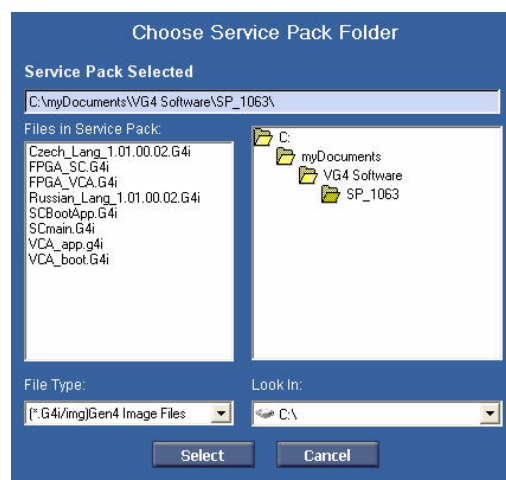 Choose Service Pack Folder
Service Pack Selected
C:\myDocuments\VG4 Software\SP_1063\
Files in Service Pack:
Czech_Lang_1.01.00.02.G4i
FPGA_SC.G4i
FPGA_VCA.G4i
Russian_Lang_1.01.00.02.G4i
SCBootApp.G4i
SCmain.G4i
VCA_app.g4i
VCA_boot.G4i
C:
myDocuments
VG4 Software
SP_1063
File Type:
(*.G4i/img)Gen4 Image Files
Look In:
C:\
Select
Cancel